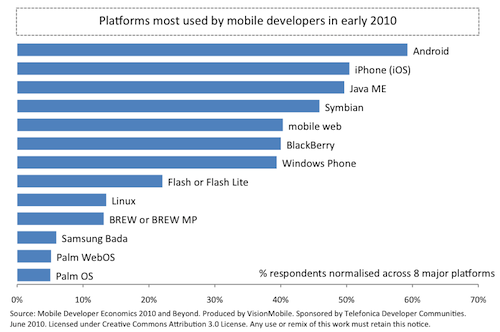 Platforms most used by mobile developers in early 2010
Android
iPhone (iOS)
Java ME
Symbian
mobile web
BlackBerry
Windows Phone
Flash or Flash Lite
Linux
BREW or BREW MP
Samsung Bada
Palm WebOS
Palm OS
% respondents normalised across 8 major platforms
0% 10% 20% 30% 40% 50% 60% 70%
Source: Mobile Developer Economics 2010 and Beyond. Produced by VisionMobile. Sponsored by Telefonica Developer Communities.
June 2010. Licensed under Creative Commons Attribution 3.0 License. Any use or remix of this work must retain this notice.